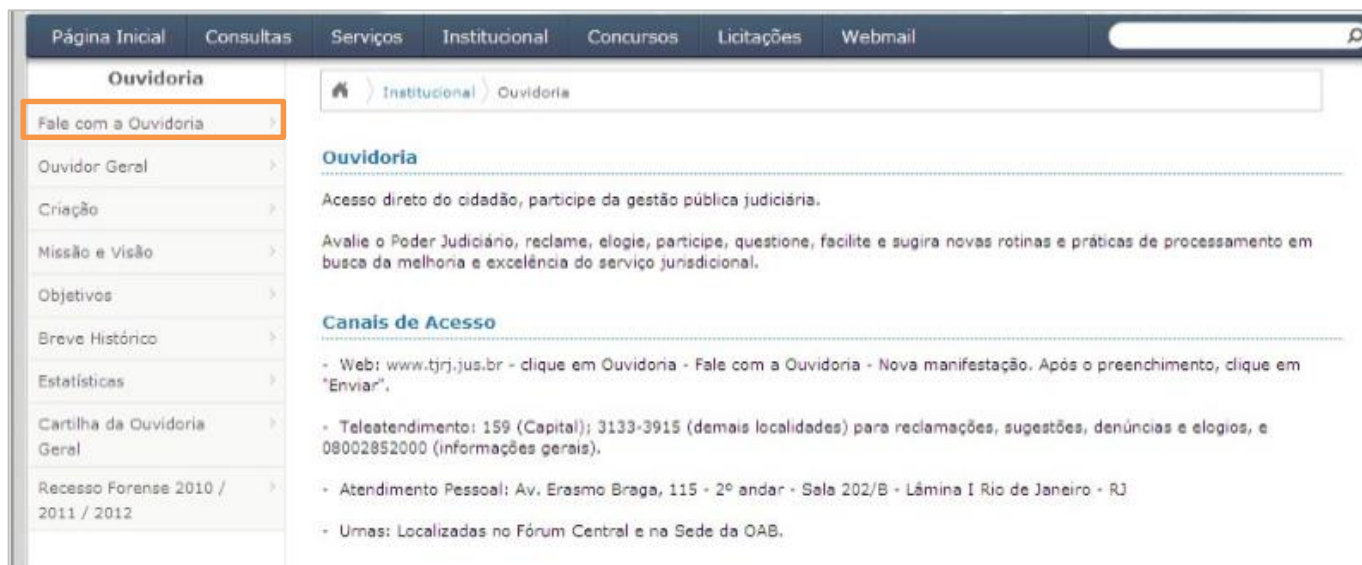 Página Inicial Consultas Serviços Institucional Concursos Licitações Webmail
Ouvidoria
Fale com a Ouvidoria
Ouvidor Geral
Criação
Missão e Visão
Objetivos
Breve Histórico
Estatísticas
Cartilha da Ouvidoria
Geral
Recesso Forense 2010 /
2011 / 2012
Institucional Ouvidoria
Ouvidoria
Acesso direto do cidadão, participe da gestão pública judiciária.
Avalie o Poder Judiciário, reclame, elogie, participe, questione, facilite e sugira novas rotinas e práticas de processamento em
busca da melhoria e excelência do serviço jurisdicional.
Canais de Acesso
- Web: www.tjrj.jus.br - clique em Ouvidoria - Fale com a Ouvidoria - Nova manifestação. Após o preenchimento, clique em
"Enviar".
- Teleatendimento: 159 (Capital); 3133-3915 (demais localidades) para reclamações, sugestões, denúncias e elogios, e
08002852000 (informações gerais).
- Atendimento Pessoal: Av. Erasmo Braga, 115 - 2º andar - Sala 202/B - Lâmina I Rio de Janeiro - RJ
- Urnas: Localizadas no Fórum Central e na Sede da OAB.